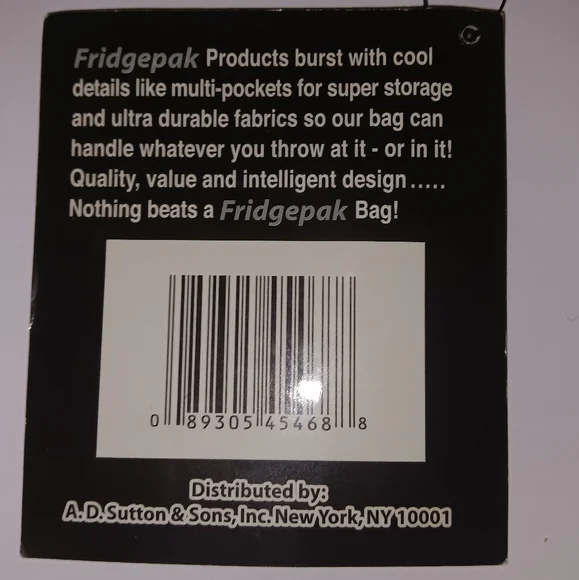 Fridgepak Products burst with cool
details like multi-pockets for super storage
and ultra durable fabrics so our bag can
handle whatever you throw at it - or in it!
Quality, value and intelligent design.....
Nothing beats a Fridgepak Bag!
0 89305 45468 8
Distributed by:
A.D. Sutton & Sons, Inc. New York, NY 10001